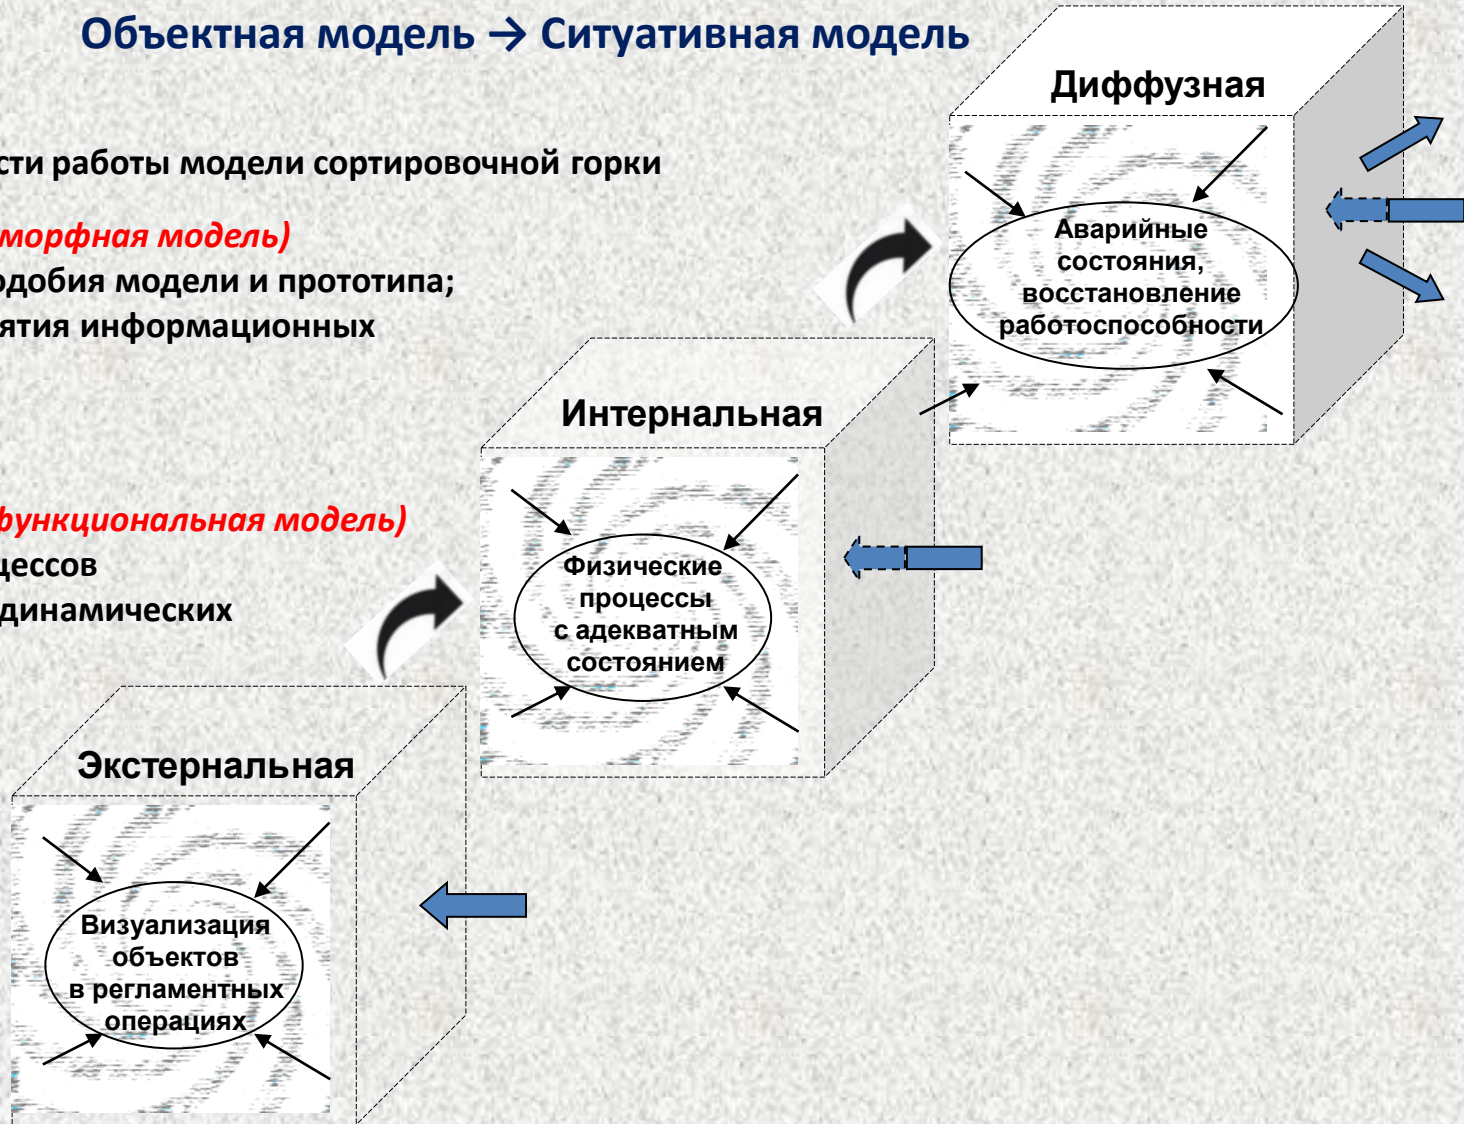 Объектная модель → Ситуативная модель
Диффузная
сти работы модели сортировочной горки
морфная модель)
одобия модели и прототипа;
ятия информационных
Аварийные
состояния,
восстановление
работоспособности
Интернальная
функциональная модель)
цессов
динамических
Физические
процессы
с адекватным
состоянием
Экстернальная
Визуализация
объектов
в регламентных
операциях